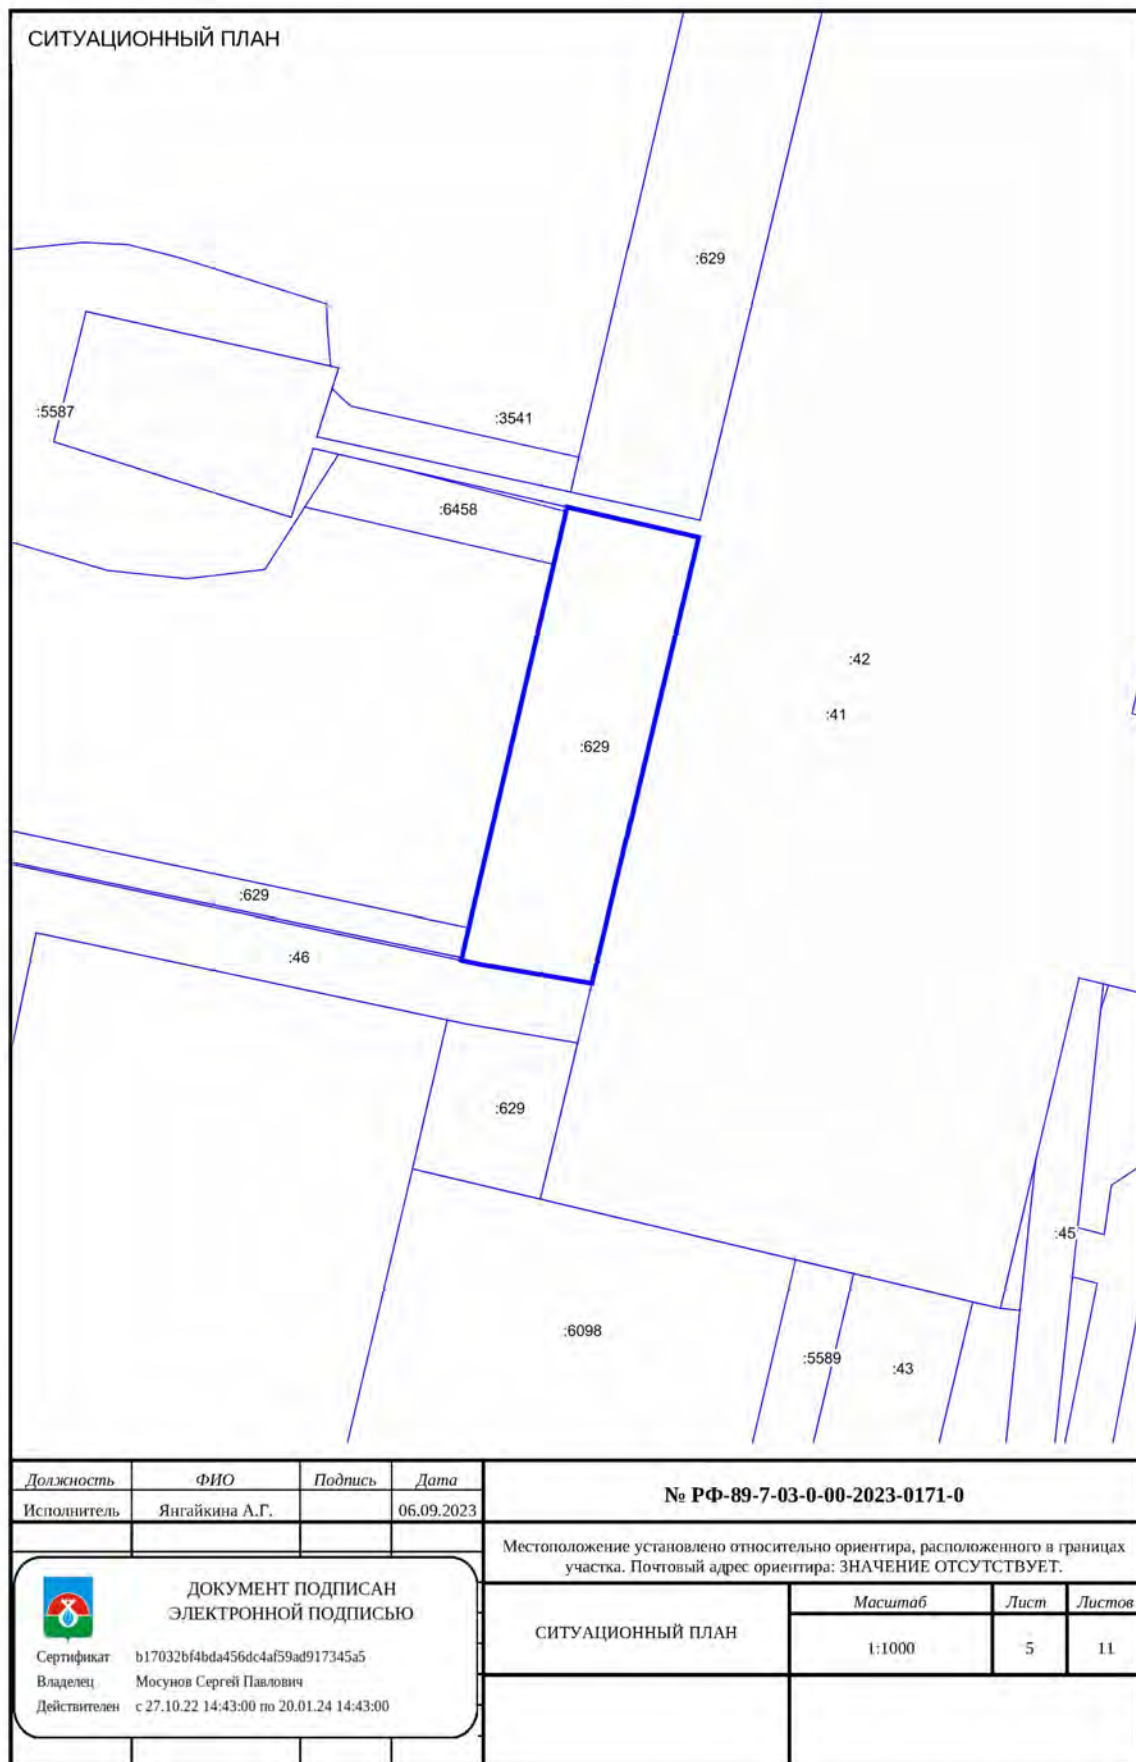 СИТУАЦИОННЫЙ ПЛАН
:629
:5587
:3541
:6458
:42
:41
:629
:629
:46
:629
:45
:6098
:5589
:43
Должность ФИО Подпись Дата
Исполнитель Янгайкина А.Г. 06.09.2023
№ РФ-89-7-03-0-00-2023-0171-0
Местоположение установлено относительно ориентира, расположенного в границах
участка. Почтовый адрес ориентира: ЗНАЧЕНИЕ ОТСУТСТВУЕТ.
ДОКУМЕНТ ПОДПИСАН
ЭЛЕКТРОННОЙ ПОДПИСЬЮ
Сертификат b17032bf4bda456dc4af59ad917345a5
Владелец Мосунов Сергей Павлович
Действителен с 27.10.22 14:43:00 по 20.01.24 14:43:00
СИТУАЦИОННЫЙ ПЛАН
Масштаб Лист Листов
1:1000 5 11